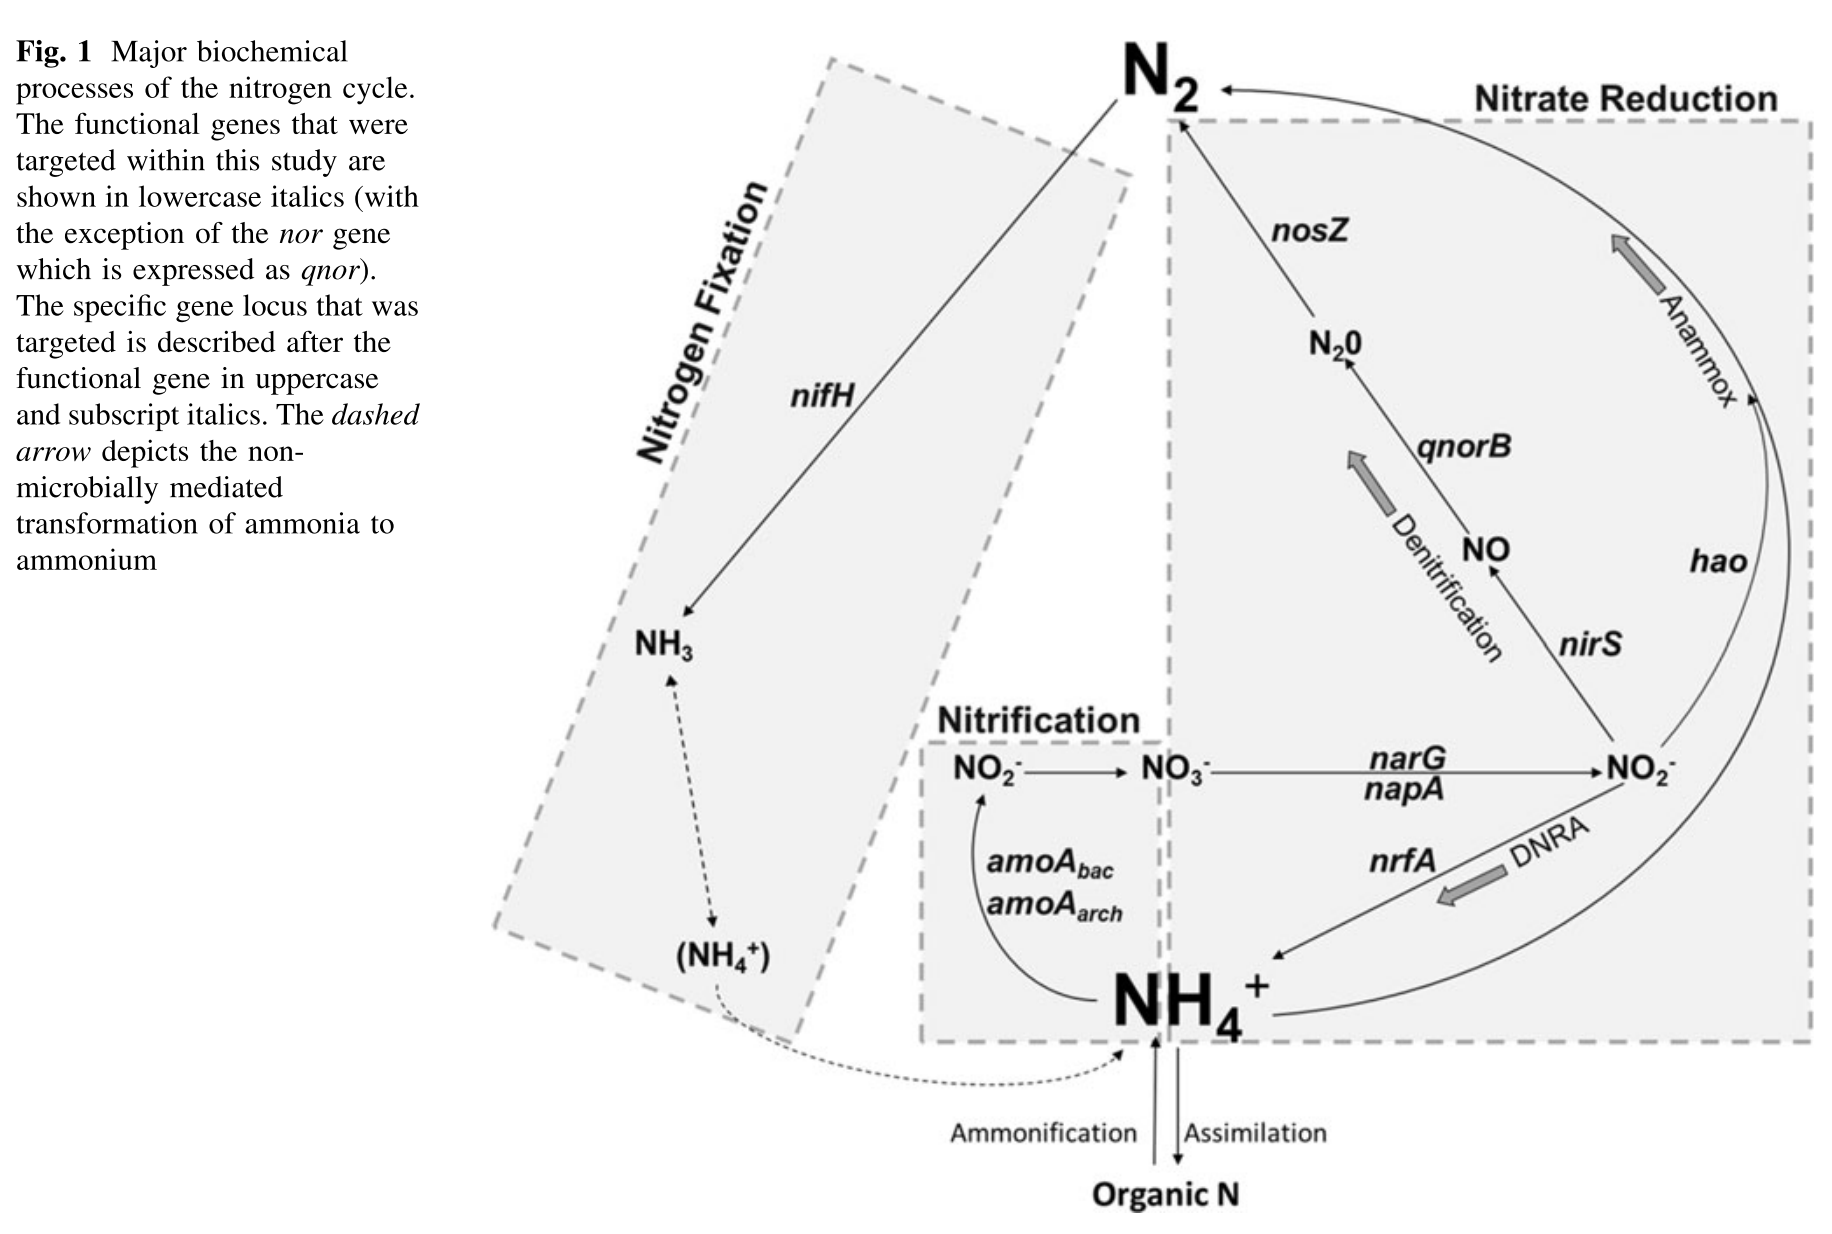 Fig. 1 Major biochemical
processes of the nitrogen cycle.
The functional genes that were
targeted within this study are
shown in lowercase italics (with
the exception of the nor gene
which is expressed as qnor).
The specific gene locus that was
targeted is described after the
functional gene in uppercase
and subscript italics. The dashed
arrow depicts the non-
microbially mediated
transformation of ammonia to
ammonium
N₂
Nitrate Reduction
Nitrogen Fixation
nosZ
Anammox
N₂0
nifH
qnorB
Denitrification
NO
hao
NH₃
nirS
Nitrification
NO₂⁻
NO₃⁻
narG
napA
NO₂⁻
DNRA
nrfA
amoA_bac
amoA_arch
(NH₄⁺)
NH₄⁺
Ammonification
Assimilation
Organic N